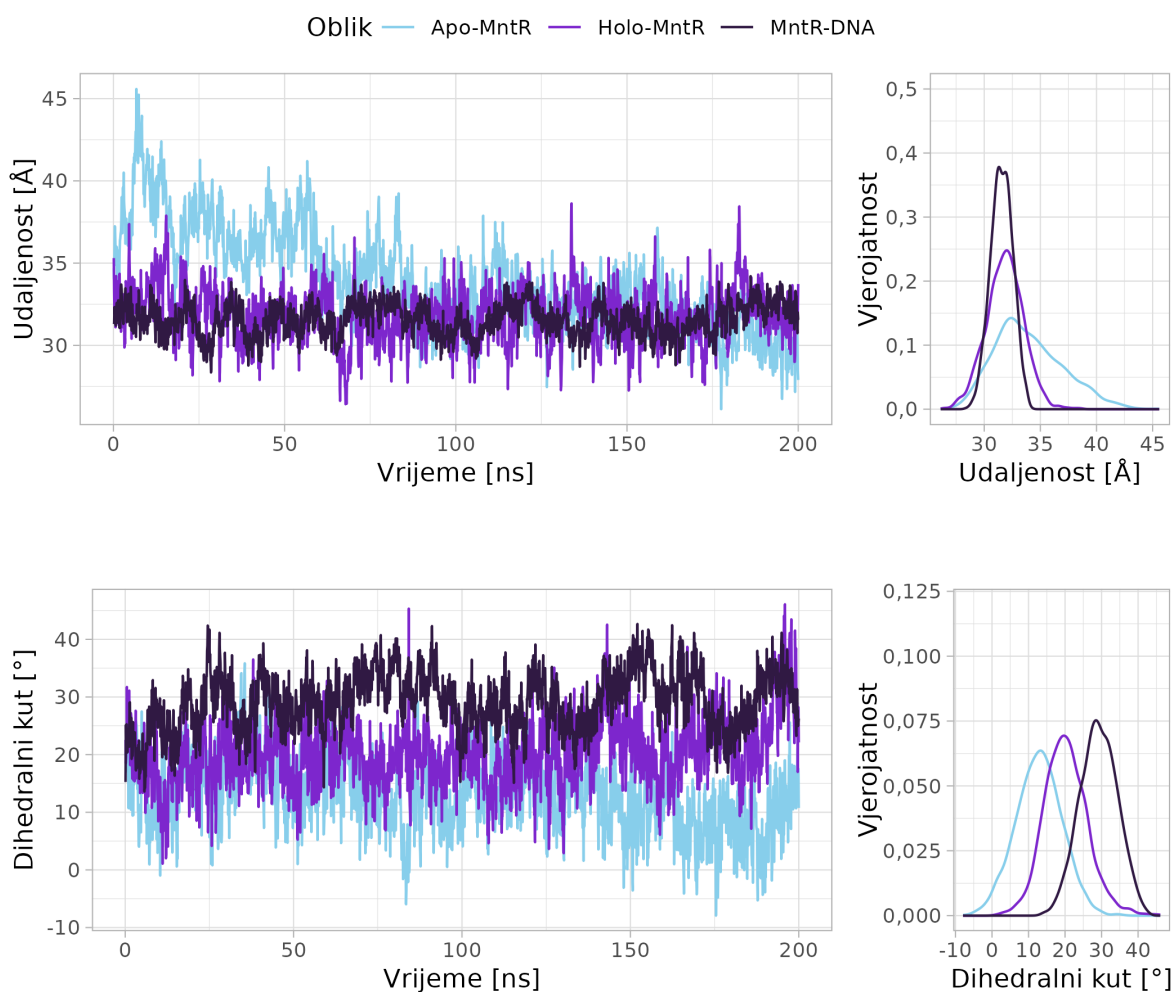 Oblik Apo-MntR Holo-MntR MntR-DNA
Udaljenost [Å]
45
40
35
30
0 50 100 150 200
Vrijeme [ns]
Vjerojatnost
0,5
0,4
0,3
0,2
0,1
0,0
30 35 40 45
Udaljenost [Å]
Dihedralni kut [°]
40
30
20
10
0
-10
0 50 100 150 200
Vrijeme [ns]
Vjerojatnost
0,125
0,100
0,075
0,050
0,025
0,000
-10 0 10 20 30 40
Dihedralni kut [°]